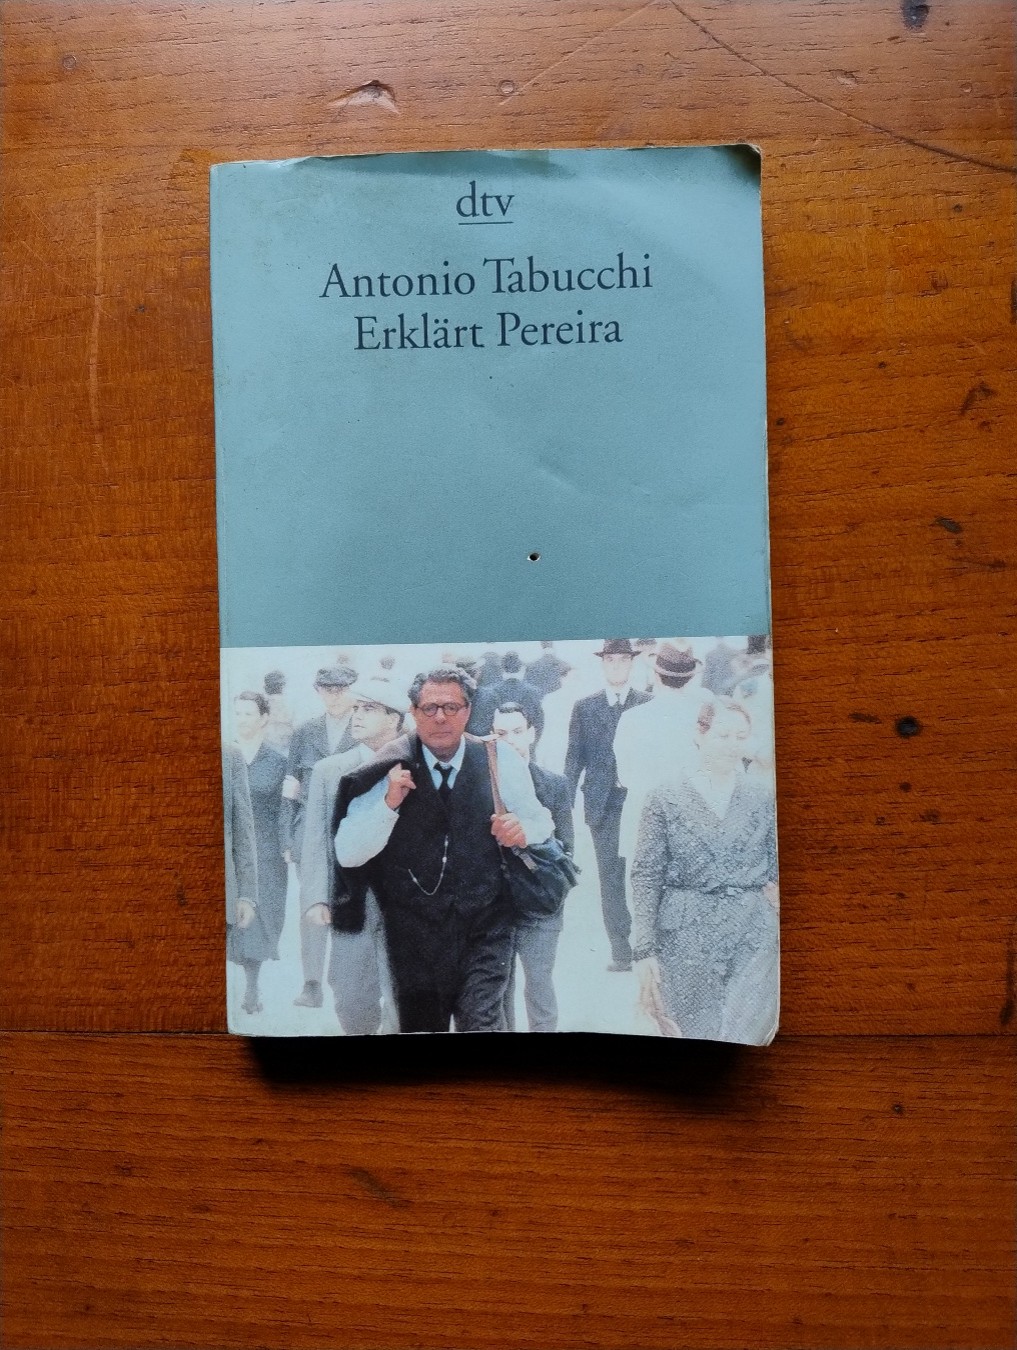 dtv
Antonio Tabucchi
Erklärt Pereira